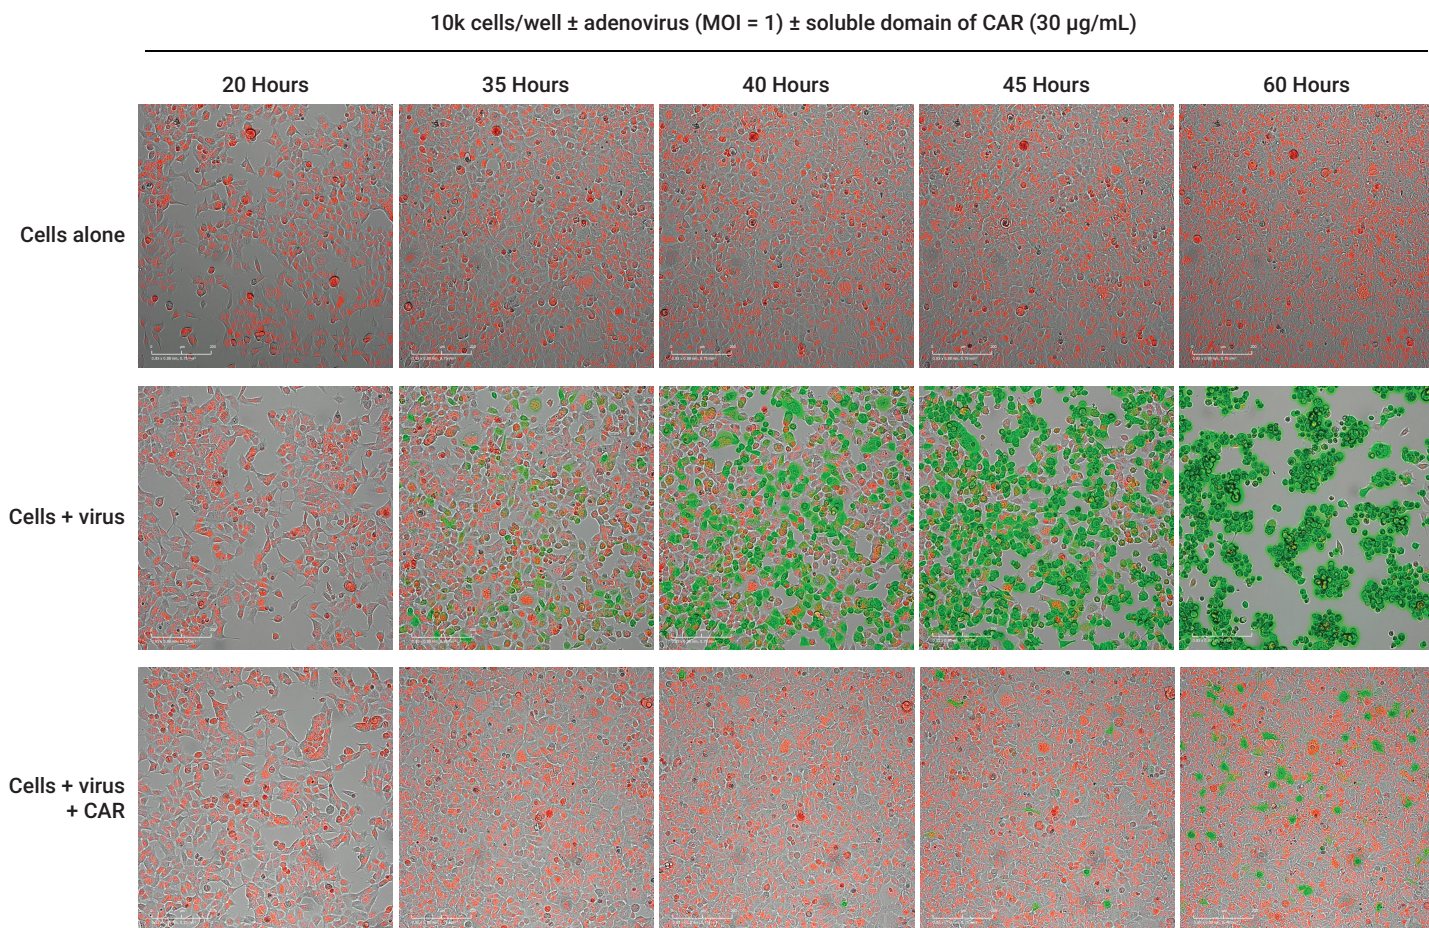 10k cells/well ± adenovirus (MOI = 1) ± soluble domain of CAR (30 µg/mL)
20 Hours
35 Hours
40 Hours
45 Hours
60 Hours
Cells alone
Cells + virus
Cells + virus
+ CAR